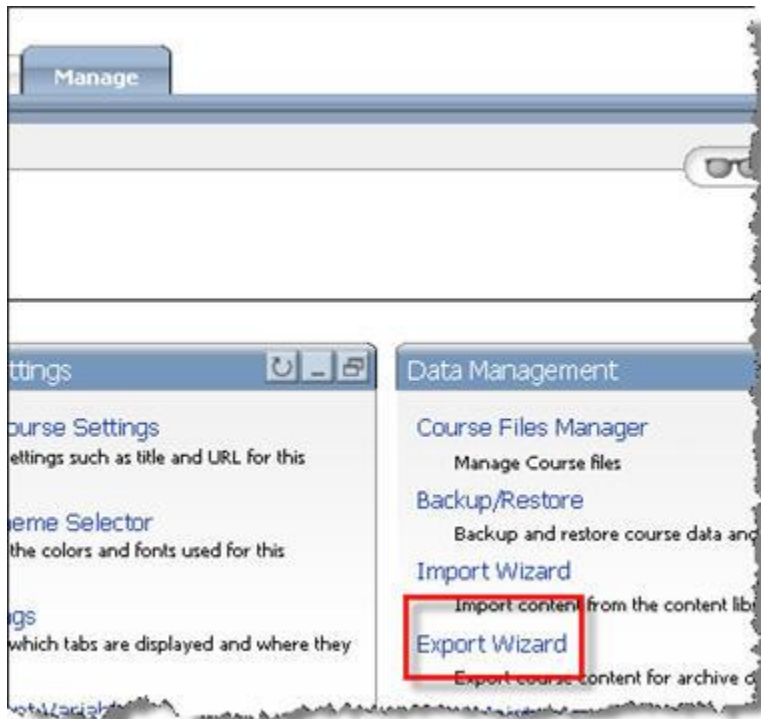 Manage
ttings
ourse Settings
ettings such as title and URL for this
eme Selector
the colors and fonts used for this
gs
which tabs are displayed and where they
Data Management
Course Files Manager
Manage Course files
Backup/Restore
Backup and restore course data and
Import Wizard
Import content from the content lib
Export Wizard
Export course content for archive